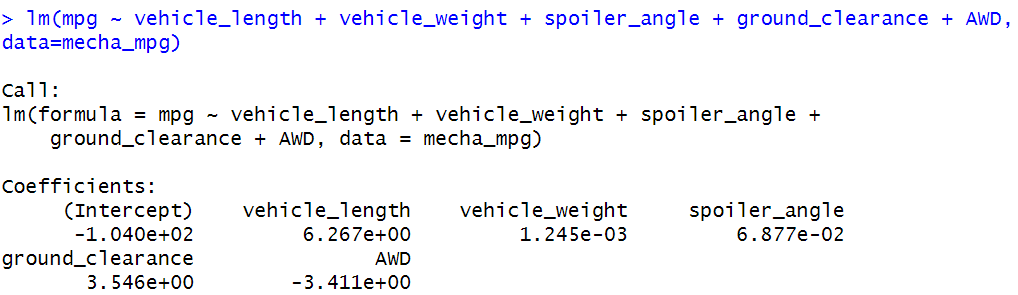 > lm(mpg ~ vehicle_length + vehicle_weight + spoiler_angle + ground_clearance + AWD,
data=mecha_mpg)

Call:
lm(formula = mpg ~ vehicle_length + vehicle_weight + spoiler_angle +
    ground_clearance + AWD, data = mecha_mpg)

Coefficients:
     (Intercept)    vehicle_length    vehicle_weight     spoiler_angle
      -1.040e+02         6.267e+00         1.245e-03         6.877e-02
ground_clearance               AWD
       3.546e+00        -3.411e+00